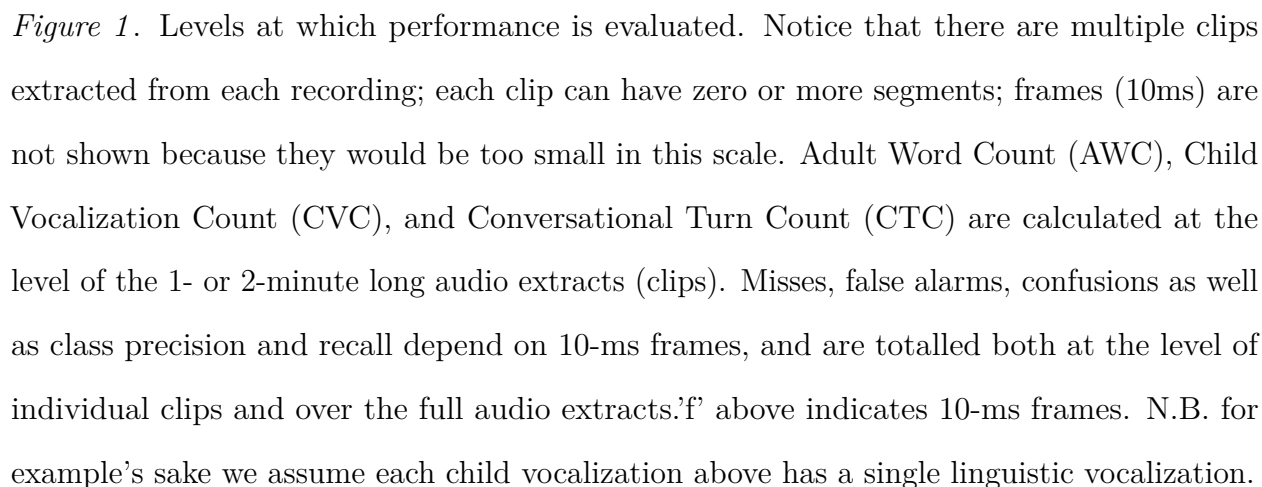 Figure 1. Levels at which performance is evaluated. Notice that there are multiple clips
extracted from each recording; each clip can have zero or more segments; frames (10ms) are
not shown because they would be too small in this scale. Adult Word Count (AWC), Child
Vocalization Count (CVC), and Conversational Turn Count (CTC) are calculated at the
level of the 1- or 2-minute long audio extracts (clips). Misses, false alarms, confusions as well
as class precision and recall depend on 10-ms frames, and are totalled both at the level of
individual clips and over the full audio extracts.'f' above indicates 10-ms frames. N.B. for
example's sake we assume each child vocalization above has a single linguistic vocalization.